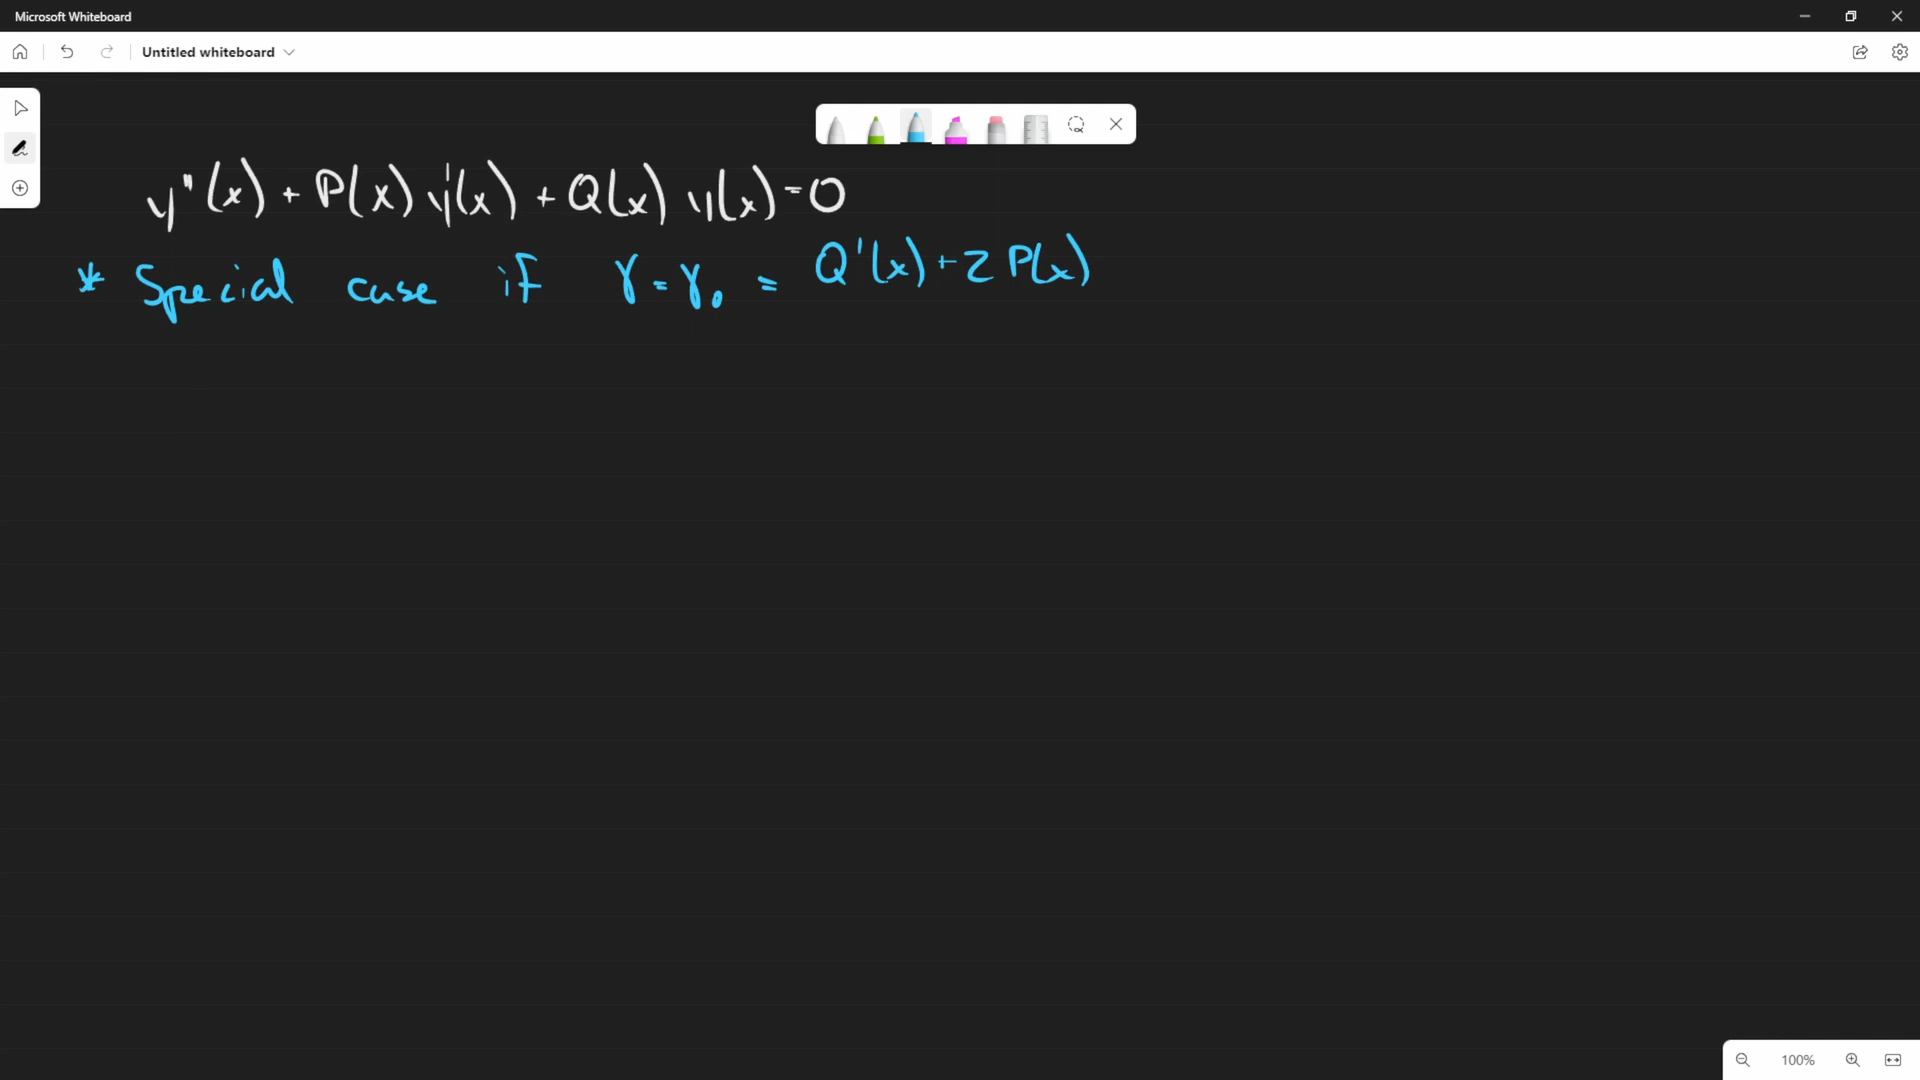 Microsoft Whiteboard
Untitled whiteboard
y"(x) + P(x) y'(x) + Q(x) y(x) = 0
* Special case if γ = γ₀ = Q'(x) + 2 P(x)
100%